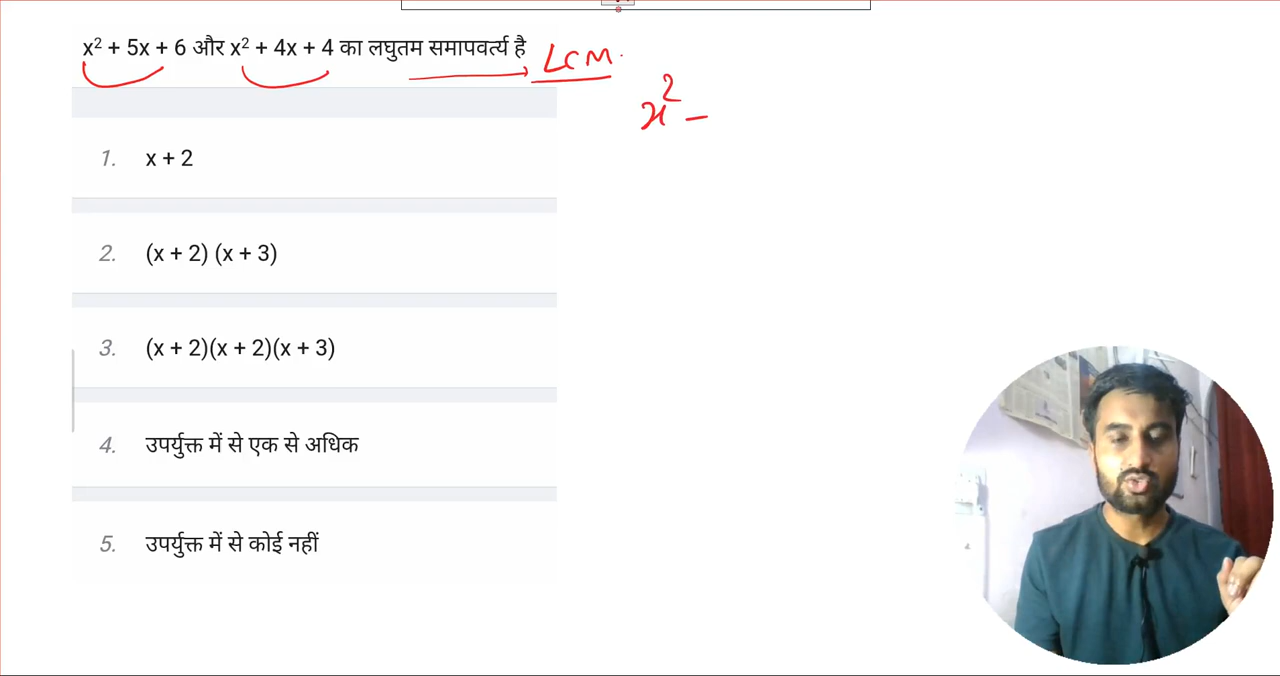 x² + 5x + 6 और x² + 4x + 4 का लघुतम समापवर्त्य है LCM.
x² -
1. x + 2
2. (x + 2) (x + 3)
3. (x + 2)(x + 2)(x + 3)
4. उपर्युक्त में से एक से अधिक
5. उपर्युक्त में से कोई नहीं